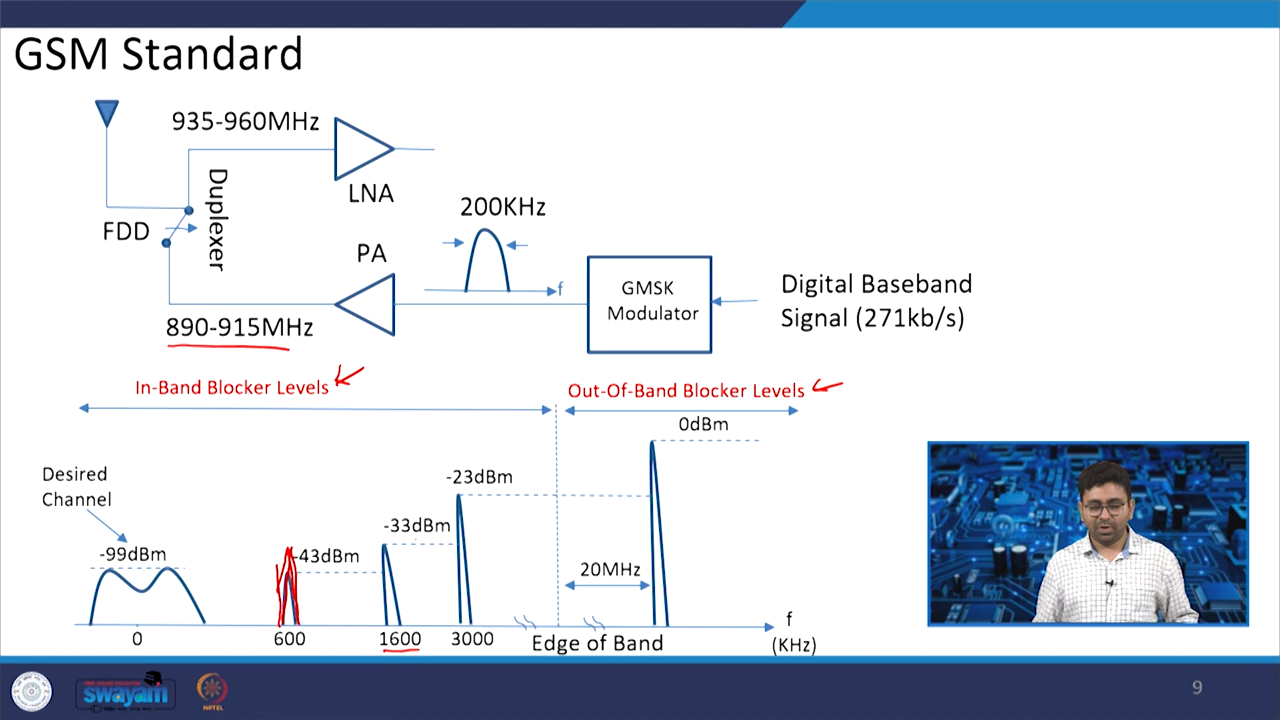 GSM Standard
935-960MHz
LNA
Duplexer
FDD
200KHz
PA
f
GMSK
Modulator
Digital Baseband
Signal (271kb/s)
890-915MHz
In-Band Blocker Levels
Out-Of-Band Blocker Levels
0dBm
-23dBm
Desired
Channel
-33dBm
-99dBm
-43dBm
20MHz
f
(KHz)
0
600
1600
3000
Edge of Band
swayam
NPTEL
9